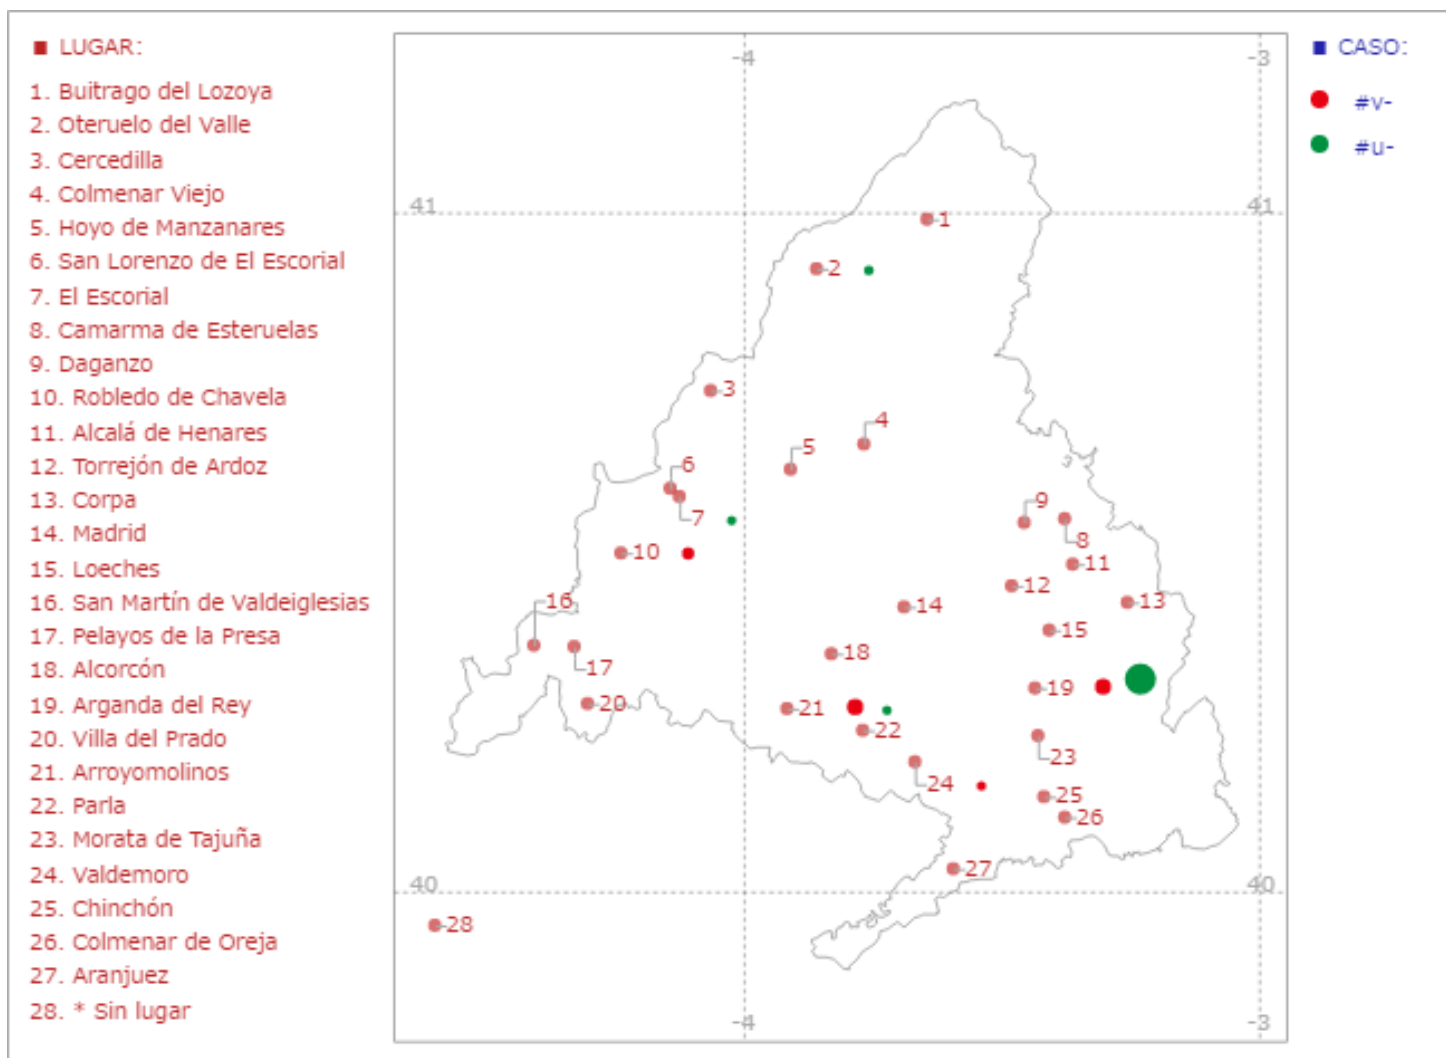 LUGAR:
1. Buitrago del Lozoya
2. Oteruelo del Valle
3. Cercedilla
4. Colmenar Viejo
5. Hoyo de Manzanares
6. San Lorenzo de El Escorial
7. El Escorial
8. Camarma de Esteruelas
9. Daganzo
10. Robledo de Chavela
11. Alcalá de Henares
12. Torrejón de Ardoz
13. Corpa
14. Madrid
15. Loeches
16. San Martín de Valdeiglesias
17. Pelayos de la Presa
18. Alcorcón
19. Arganda del Rey
20. Villa del Prado
21. Arroyomolinos
22. Parla
23. Morata de Tajuña
24. Valdemoro
25. Chinchón
26. Colmenar de Oreja
27. Aranjuez
28. * Sin lugar
-4
-3
41
41
1
2
3
4
5
6
7
9
8
10
11
12
13
14
16
15
17
18
19
20
21
22
23
24
25
26
27
40
40
28
-4
-3
CASO:
#v-
#u-